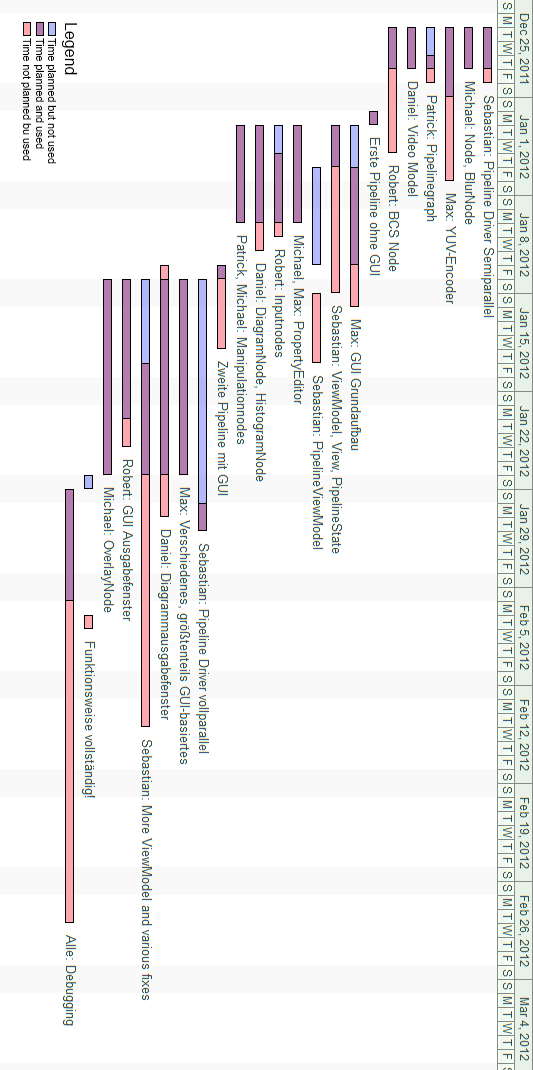 Dec 25, 2011 Jan 1, 2012 Jan 8, 2012 Jan 15, 2012 Jan 22, 2012 Jan 29, 2012 Feb 5, 2012 Feb 12, 2012 Feb 19, 2012 Feb 26, 2012 Mar 4, 2012
S M T W T F S S M T W T F S S M T W T F S S M T W T F S S M T W T F S S M T W T F S S M T W T F S S M T W T F S S M T W T F S S M T W T F S S M T W T F S
Sebastian: Pipeline Driver Semiparallel
Michael: Node, BlurNode
Max: YUV-Encoder
Patrick: Pipelinegraph
Daniel: Video Model
Robert: BCS Node
Erste Pipeline ohne GUI
Max: GUI Grundaufbau
Sebastian: ViewModel, View, PipelineState
Sebastian: PipelineViewModel
Michael, Max: PropertyEditor
Robert: Inputnodes
Daniel: DiagramNode, HistogramNode
Patrick, Michael: Manipulationnodes
Zweite Pipeline mit GUI
Sebastian: Pipeline Driver vollparallel
Max: Verschiedenes, größtenteils GUI-basiertes
Daniel: Diagrammausgabefenster
Sebastian: More ViewModel and various fixes
Robert: GUI Ausgabefenster
Michael: OverlayNode
Funktionsweise vollständig!
Alle: Debugging
Legend
Time planned but not used
Time planned and used
Time not planned bu used